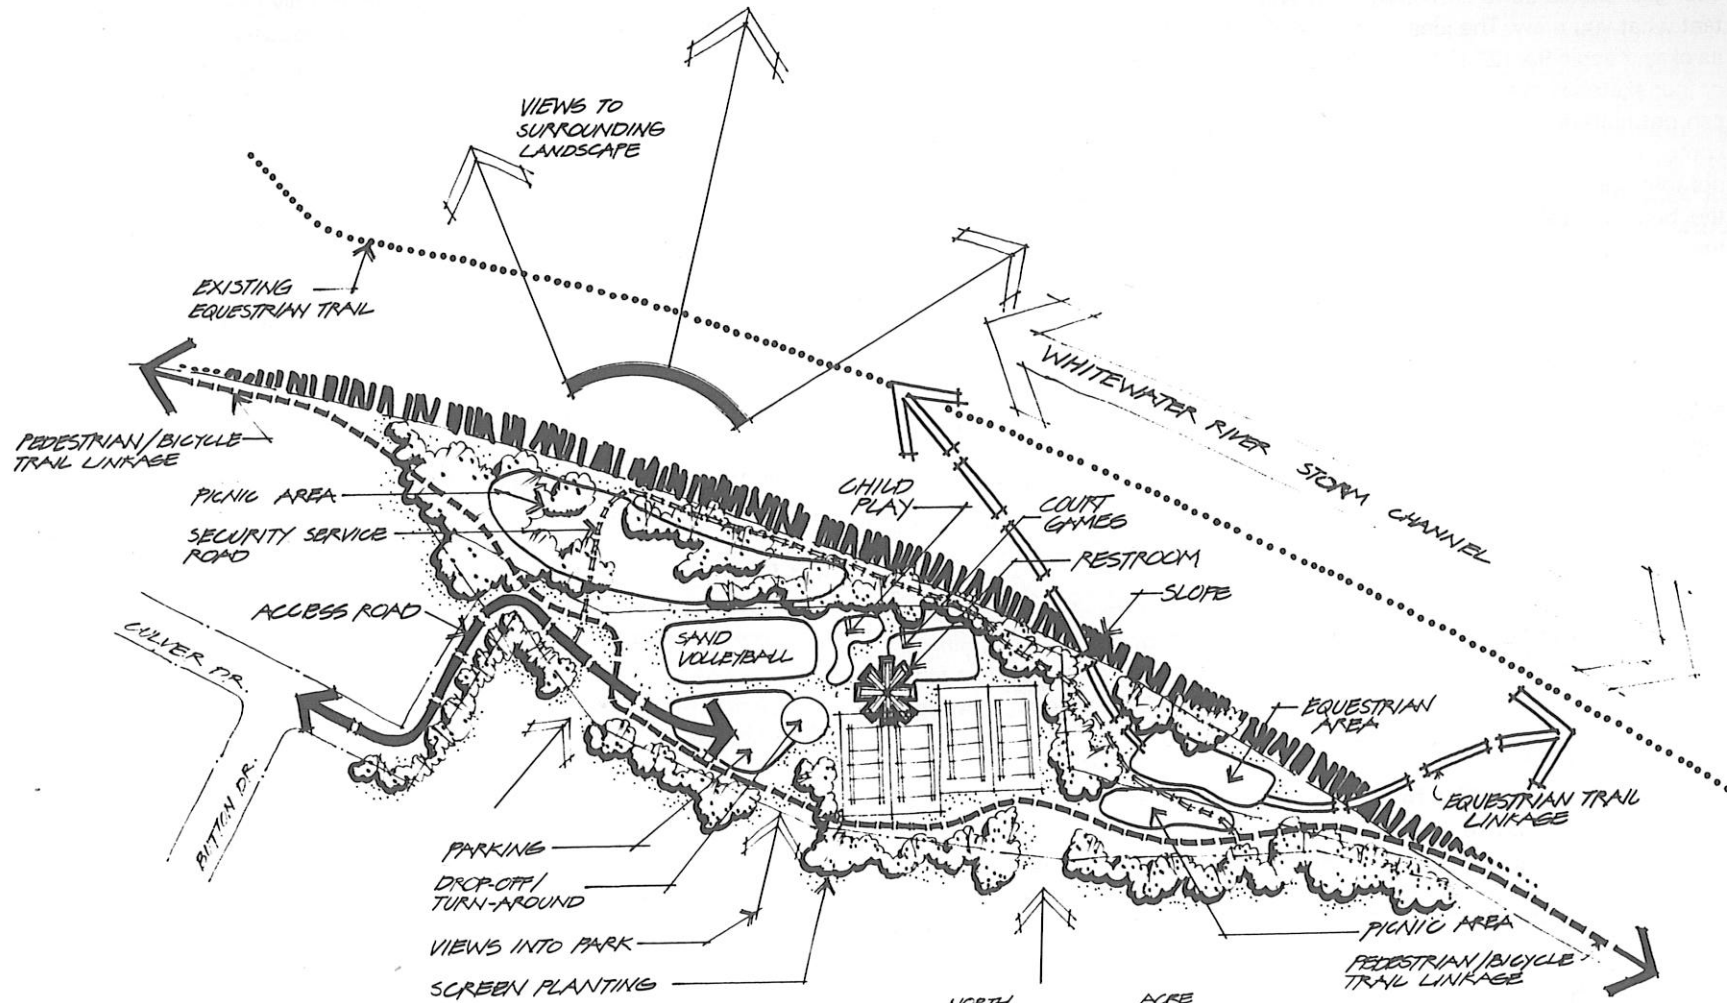 VIEWS TO
SURROUNDING
LANDSCAPE
EXISTING
EQUESTRIAN TRAIL
WHITEWATER RIVER STORM CHANNEL
PEDESTRIAN/BICYCLE
TRAIL LINKAGE
PICNIC AREA
SECURITY SERVICE
ROAD
ACCESS ROAD
CULVER DR.
BITTION DR.
CHILD
PLAY
COURT
GAMES
RESTROOM
SLOPE
SAND
VOLLEYBALL
EQUESTRIAN
AREA
EQUESTRIAN TRAIL
LINKAGE
PARKING
DROP-OFF/
TURN-AROUND
VIEWS INTO PARK
SCREEN PLANTING
PICNIC AREA
PEDESTRIAN/BICYCLE
TRAIL LINKAGE
NORTH
ACRE